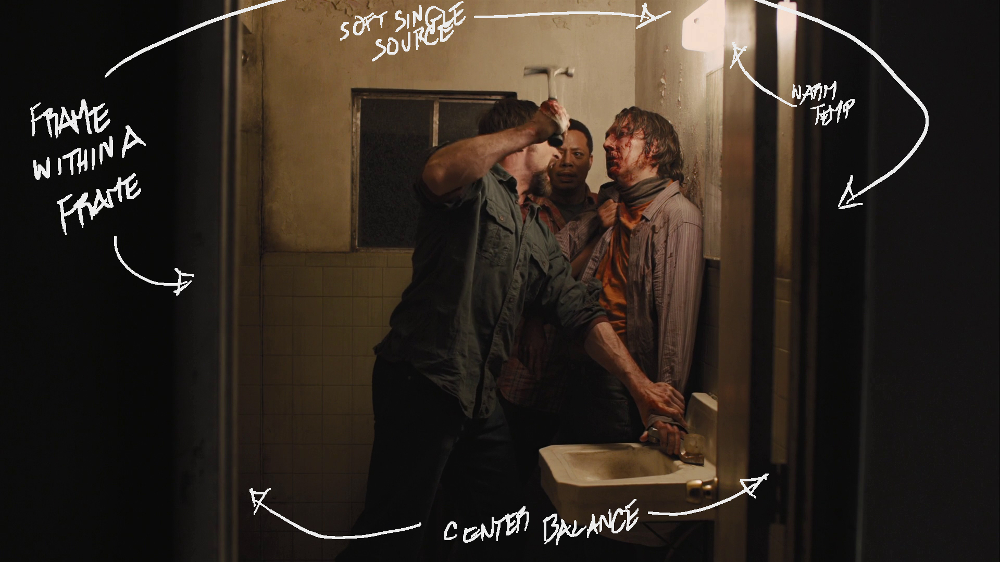 SOFT SINGLE
SOURCE
WARM
TEMP
FRAME
WITHIN A
FRAME
CENTER BALANCE